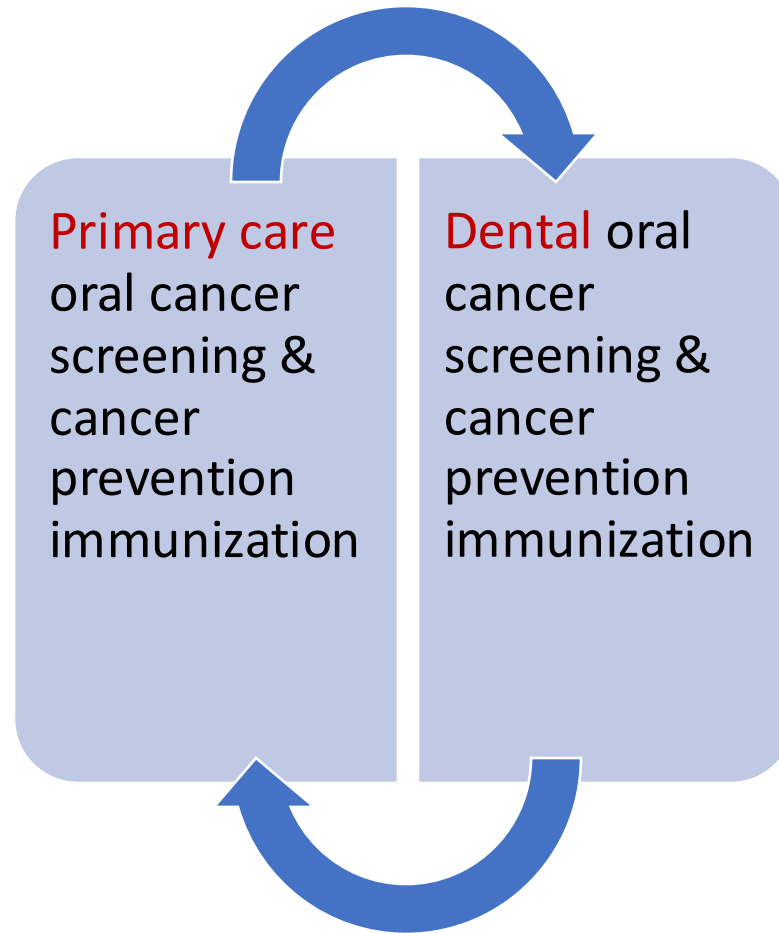 Primary care
oral cancer
screening &
cancer
prevention
immunization
Dental oral
cancer
screening &
cancer
prevention
immunization